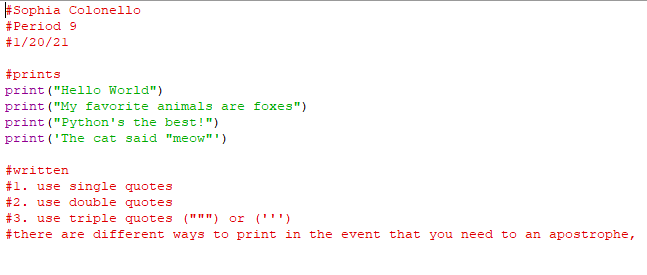 #Sophia Colonello
#Period 9
#1/20/21
#prints
print("Hello World")
print("My favorite animals are foxes")
print("Python's the best!")
print('The cat said "meow"')
#written
#1. use single quotes
#2. use double quotes
#3. use triple quotes (""") or (''')
#there are different ways to print in the event that you need to an apostrophe,